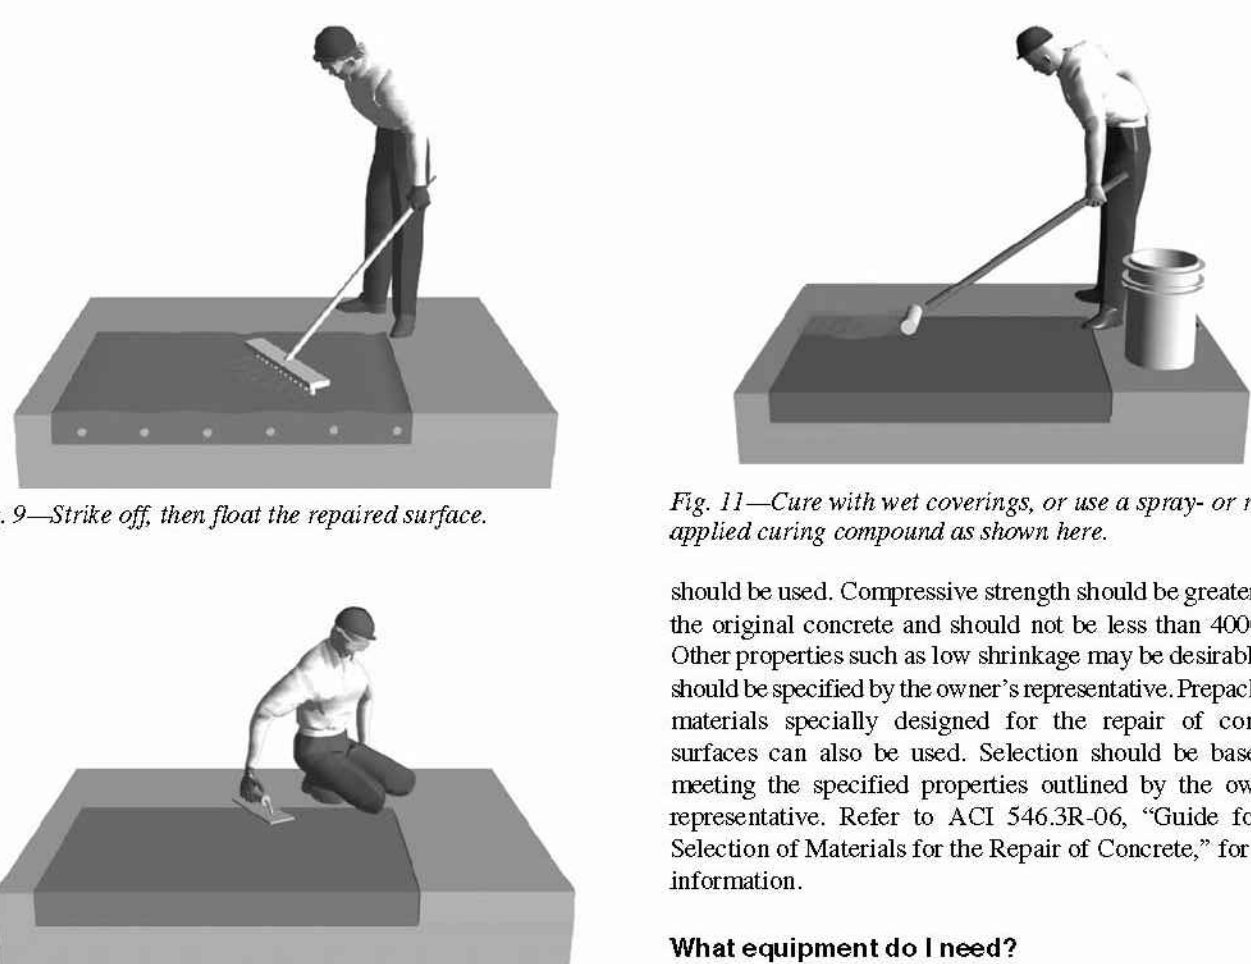 . 9—Strike off, then float the repaired surface.
Fig. 11—Cure with wet coverings, or use a spray- or r
applied curing compound as shown here.
should be used. Compressive strength should be greater
the original concrete and should not be less than 400
Other properties such as low shrinkage may be desirabl
should be specified by the owner's representative. Prepacl
materials specially designed for the repair of cor
surfaces can also be used. Selection should be base
meeting the specified properties outlined by the ow
representative. Refer to ACI 546.3R-06, “Guide fo
Selection of Materials for the Repair of Concrete,” for
information.
What equipment do I need?